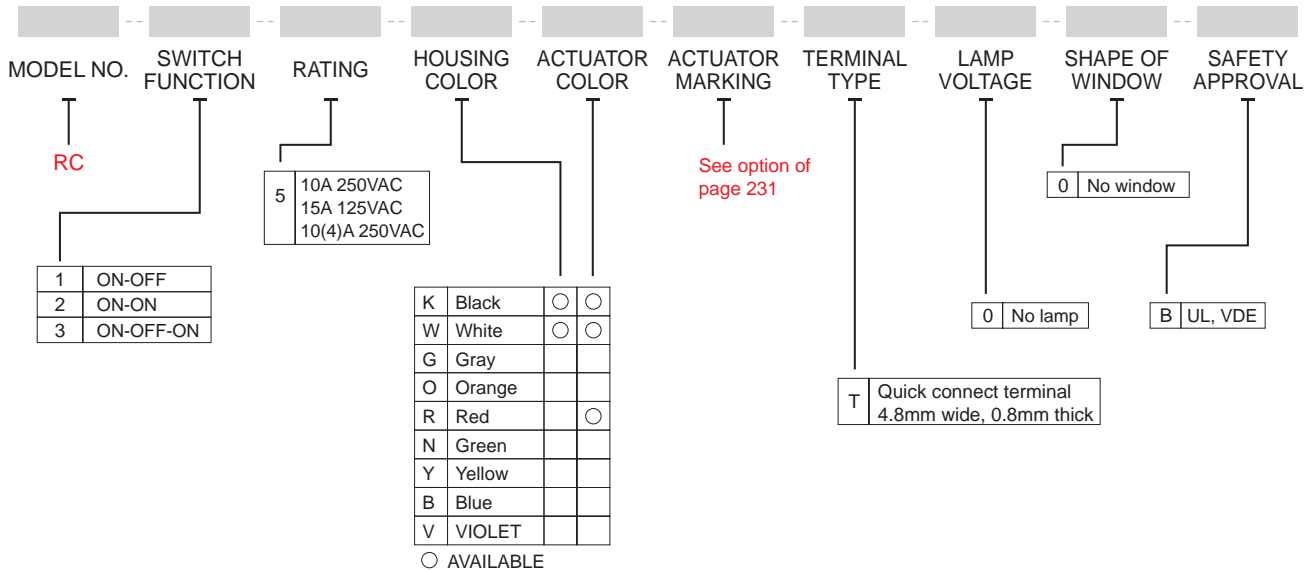 MODEL NO.
SWITCH
FUNCTION
RATING
HOUSING
COLOR
ACTUATOR
COLOR
ACTUATOR
MARKING
TERMINAL
TYPE
LAMP
VOLTAGE
SHAPE OF
WINDOW
SAFETY
APPROVAL
RC
See option of
page 231
5
10A 250VAC
15A 125VAC
10(4)A 250VAC
0 No window
1 ON-OFF
2 ON-ON
3 ON-OFF-ON
K Black
W White
G Gray
O Orange
R Red
N Green
Y Yellow
B Blue
V VIOLET
AVAILABLE
0 No lamp
B UL, VDE
T
Quick connect terminal
4.8mm wide, 0.8mm thick